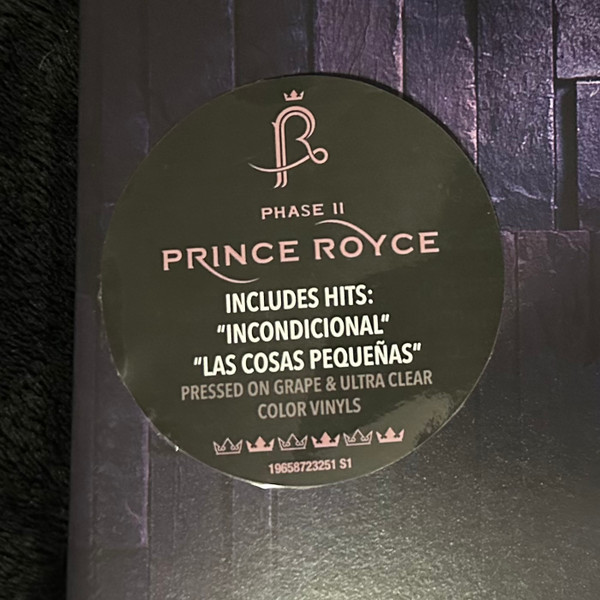 PHASE II
PRINCE ROYCE
INCLUDES HITS:
"INCONDICIONAL"
"LAS COSAS PEQUEÑAS"
PRESSED ON GRAPE & ULTRA CLEAR
COLOR VINYLS
19658723251 S1